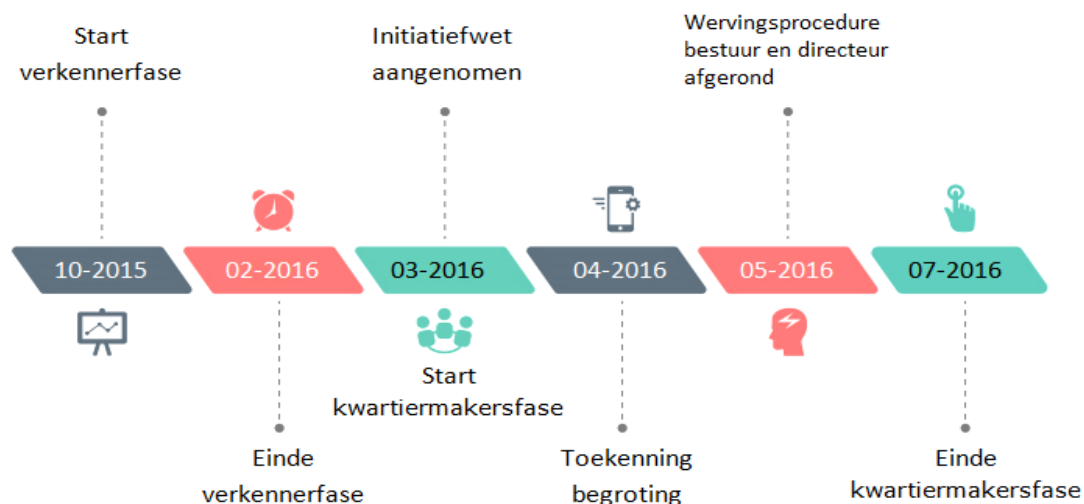 Start
verkennerfase
Initiatiefwet
aangenomen
Wervingsprocedure
bestuur en directeur
afgerond
10-2015
02-2016
03-2016
04-2016
05-2016
07-2016
Start
kwartiermakersfase
Einde
verkennerfase
Toekenning
begroting
Einde
kwartiermakersfase